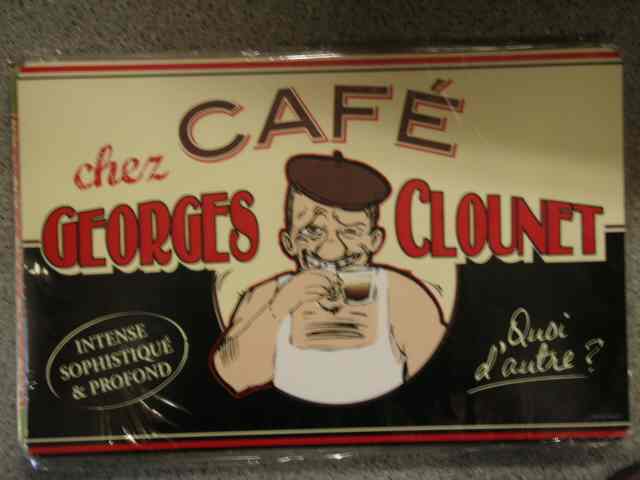 CAFÉ
chez
GEORGES CLOUNET
INTENSE
SOPHISTIQUÉ
& PROFOND
Quoi
d'autre?